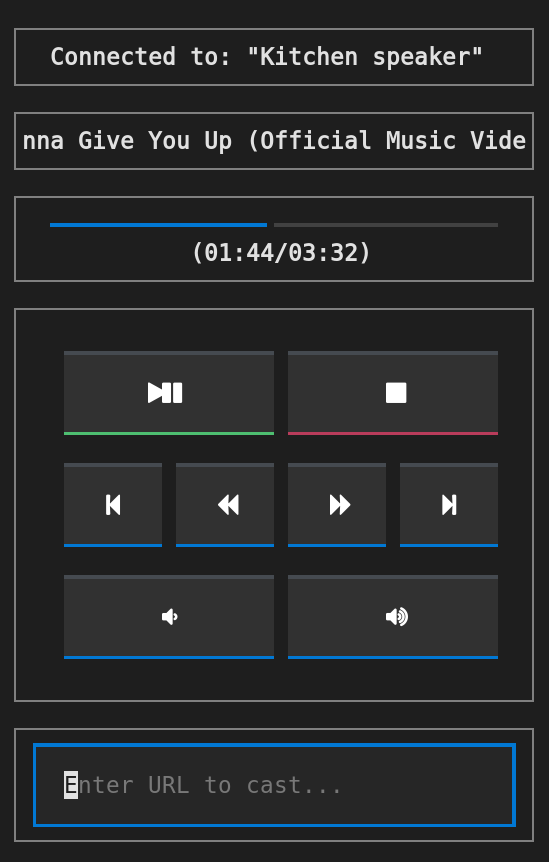 Connected to: "Kitchen speaker"
nna Give You Up (Official Music Vide
(01:44/03:32)
Enter URL to cast...